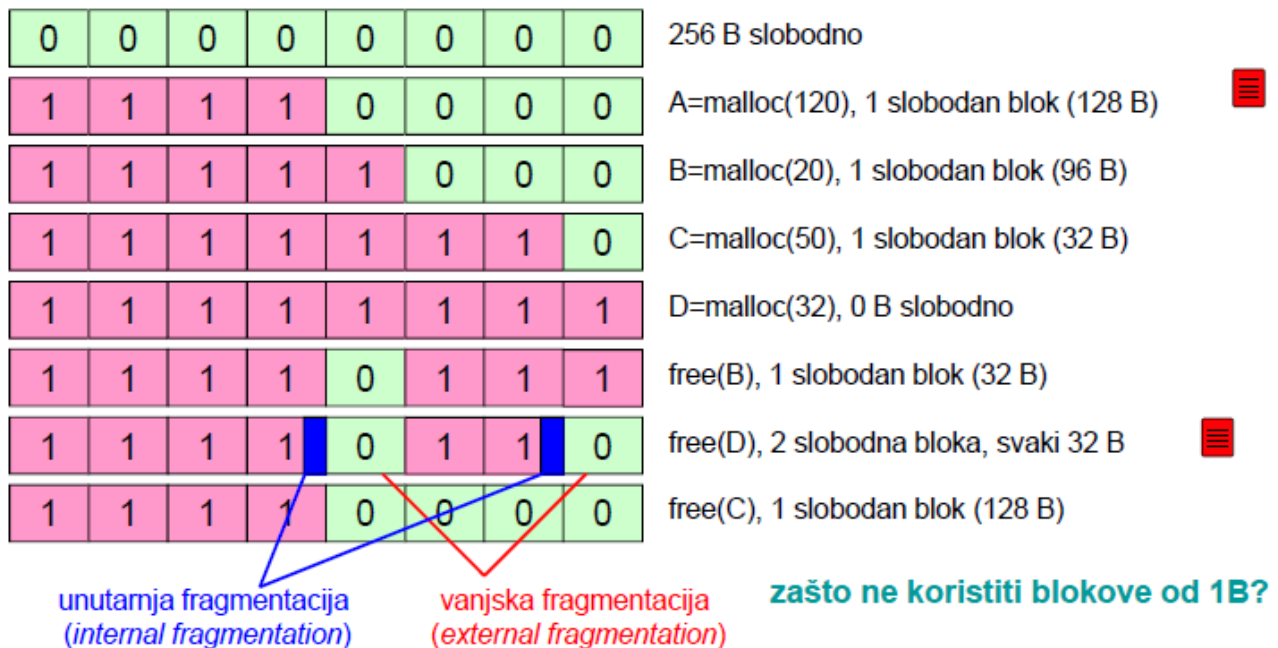 0 0 0 0 0 0 0 0 256 B slobodno
1 1 1 1 0 0 0 0 A=malloc(120), 1 slobodan blok (128 B)
1 1 1 1 1 0 0 0 B=malloc(20), 1 slobodan blok (96 B)
1 1 1 1 1 1 1 0 C=malloc(50), 1 slobodan blok (32 B)
1 1 1 1 1 1 1 1 D=malloc(32), 0 B slobodno
1 1 1 1 0 1 1 1 free(B), 1 slobodan blok (32 B)
1 1 1 1 0 1 1 0 free(D), 2 slobodna bloka, svaki 32 B
1 1 1 1 0 0 0 0 free(C), 1 slobodan blok (128 B)
unutarnja fragmentacija
(internal fragmentation)
vanjska fragmentacija
(external fragmentation)
zašto ne koristiti blokove od 1B?